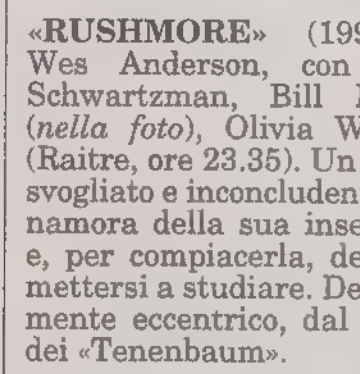 «RUSHMORE» (199
Wes Anderson, con
Schwartzman, Bill
(nella foto), Olivia W
(Raitre, ore 23.35). Un
svogliato e inconcluden
namora della sua inse
e, per compiacerla, de
mettersi a studiare. De
mente eccentrico, dal
dei «Tenenbaum».